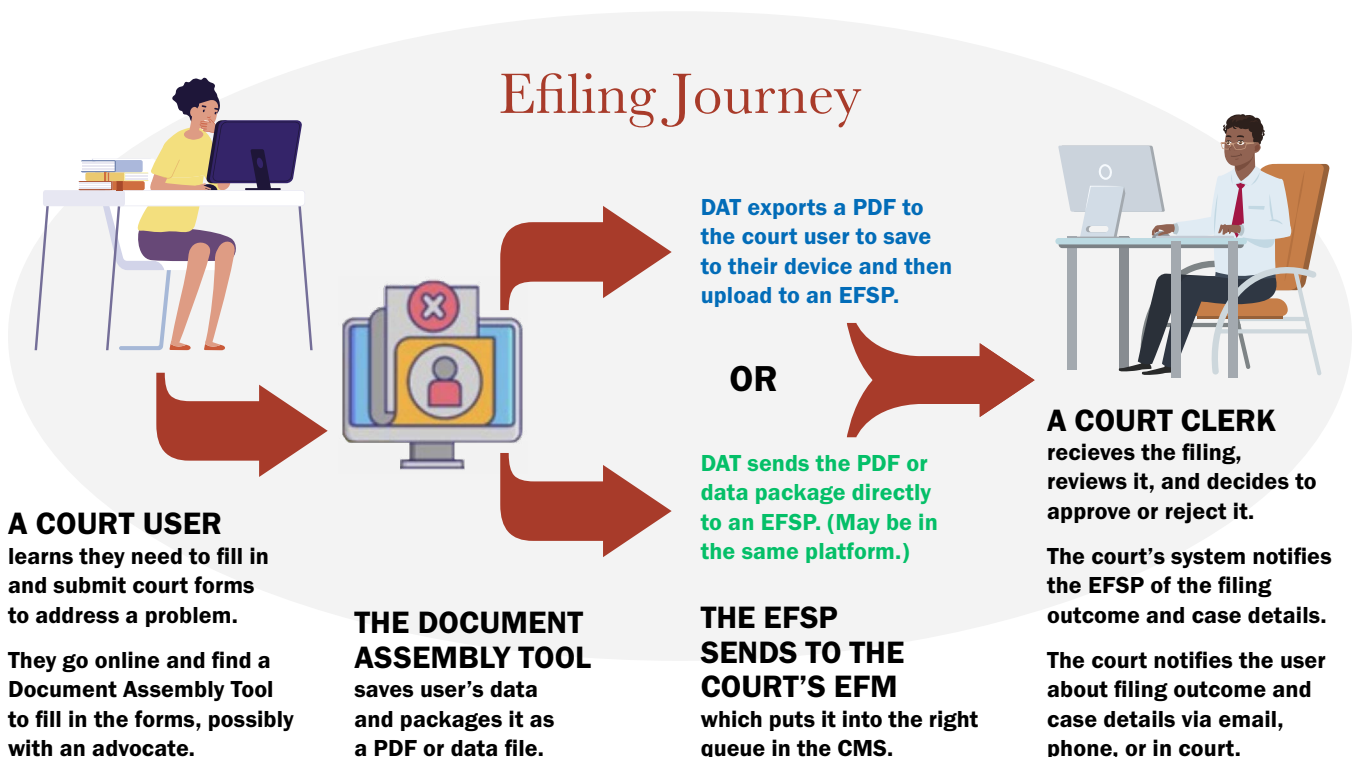 Efiling Journey
DAT exports a PDF to
the court user to save
to their device and then
upload to an EFSP.
OR
DAT sends the PDF or
data package directly
to an EFSP. (May be in
the same platform.)
A COURT USER
learns they need to fill in
and submit court forms
to address a problem.
They go online and find a
Document Assembly Tool
to fill in the forms, possibly
with an advocate.
THE DOCUMENT
ASSEMBLY TOOL
saves user's data
and packages it as
a PDF or data file.
THE EFSP
SENDS TO THE
COURT'S EFM
which puts it into the right
queue in the CMS.
A COURT CLERK
recieves the filing,
reviews it, and decides to
approve or reject it.
The court's system notifies
the EFSP of the filing
outcome and case details.
The court notifies the user
about filing outcome and
case details via email,
phone, or in court.